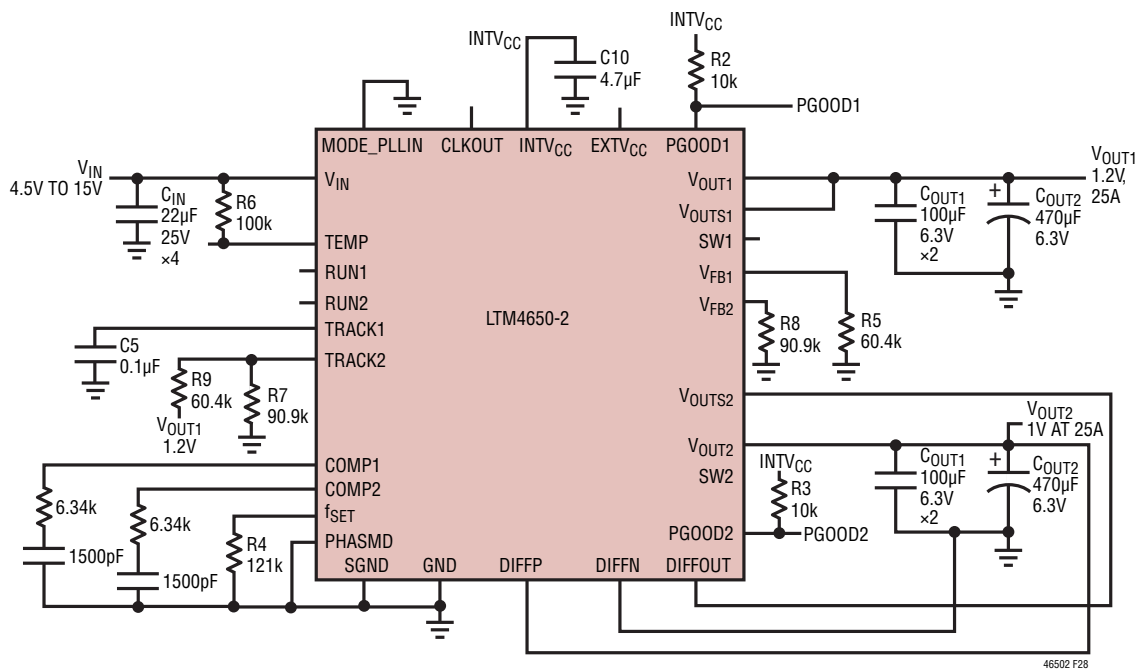 INTVCC
C10
4.7µF
INTVCC
R2
10k
PGOOD1
MODE_PLLIN
CLKOUT
INTVCC
EXTVCC
PGOOD1
VIN
4.5V TO 15V
CIN
22µF
25V
×4
R6
100k
VIN
TEMP
RUN1
RUN2
TRACK1
TRACK2
C5
0.1µF
R9
60.4k
VOUT1
1.2V
R7
90.9k
COMP1
COMP2
fSET
PHASMD
6.34k
1500pF
6.34k
1500pF
R4
121k
SGND
GND
DIFFP
DIFFN
DIFFOUT
LTM4650-2
VOUT1
VOUTS1
SW1
VFB1
VFB2
VOUTS2
VOUT2
SW2
PGOOD2
COUT1
100µF
6.3V
×2
+
COUT2
470µF
6.3V
VOUT1
1.2V,
25A
R8
90.9k
R5
60.4k
INTVCC
R3
10k
PGOOD2
VOUT2
1V AT 25A
COUT1
100µF
6.3V
×2
+
COUT2
470µF
6.3V
46502 F28